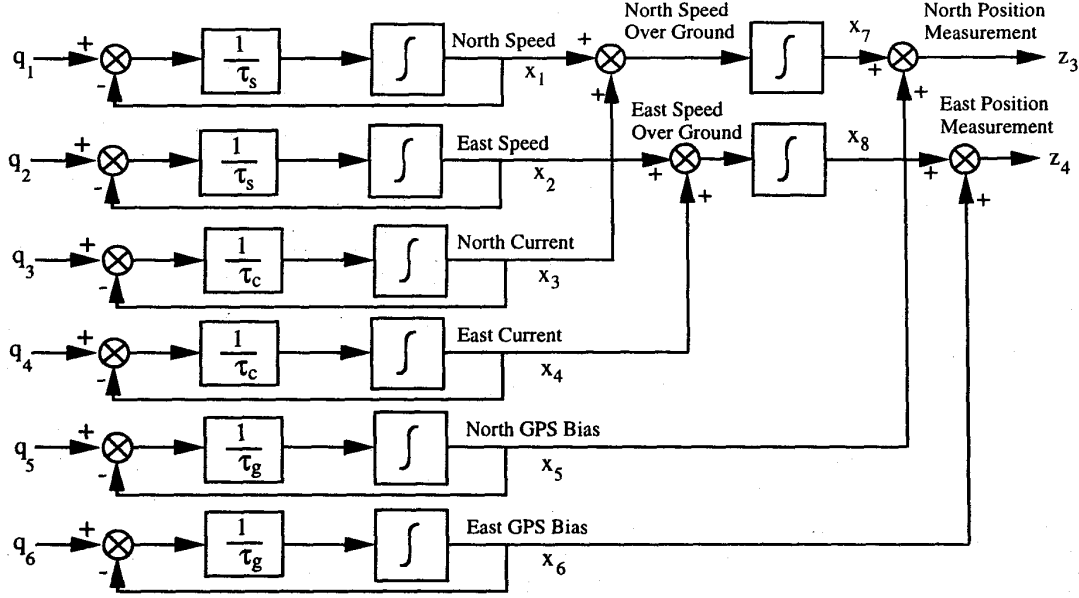 q1 + - 1/τs ∫ North Speed x1 + + North Speed
Over Ground ∫ x7 + + North Position
Measurement z3
q2 + - 1/τs ∫ East Speed x2 + + East Speed
Over Ground ∫ x8 + + East Position
Measurement z4
q3 + - 1/τc ∫ North Current x3
q4 + - 1/τc ∫ East Current x4
q5 + - 1/τg ∫ North GPS Bias x5
q6 + - 1/τg ∫ East GPS Bias x6